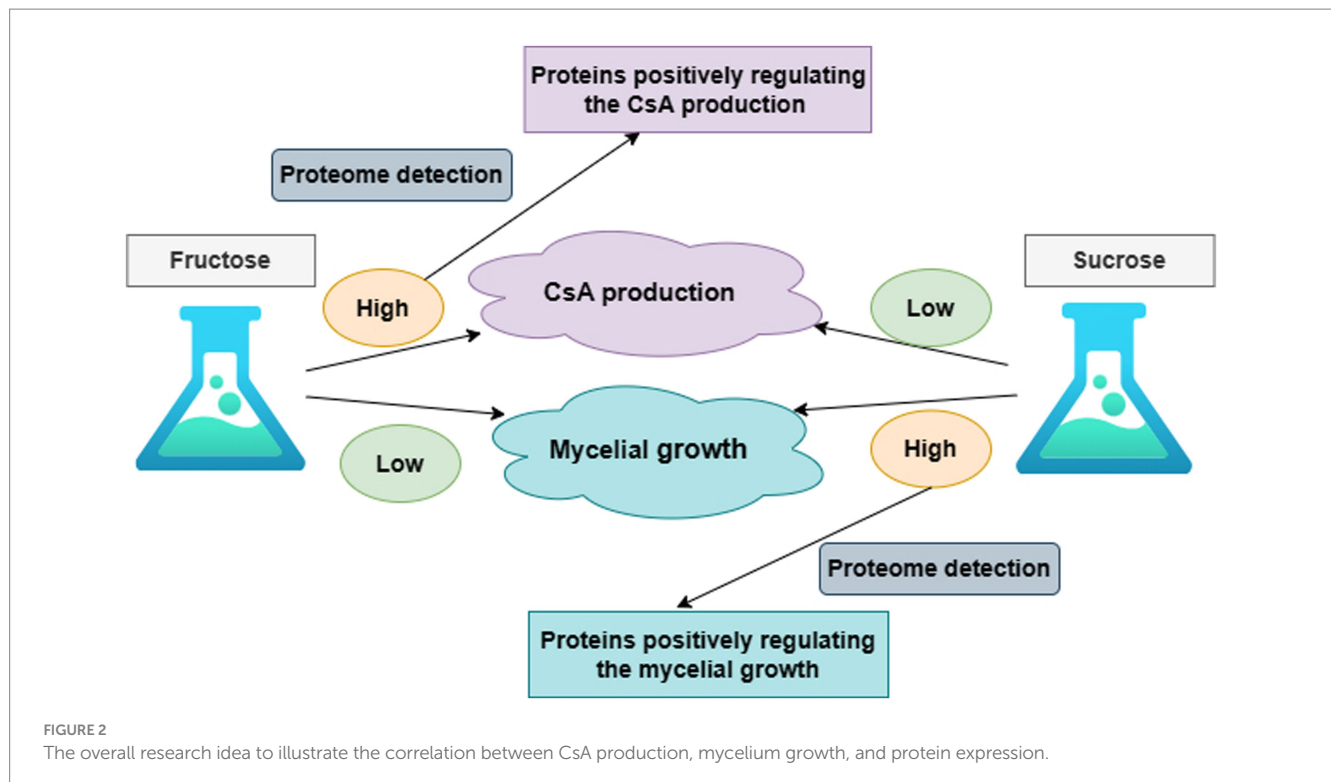 Proteins positively regulating
the CsA production
Proteome detection
Fructose
Sucrose
High
CsA production
Low
Mycelial growth
Low
High
Proteome detection
Proteins positively regulating
the mycelial growth
FIGURE 2
The overall research idea to illustrate the correlation between CsA production, mycelium growth, and protein expression.